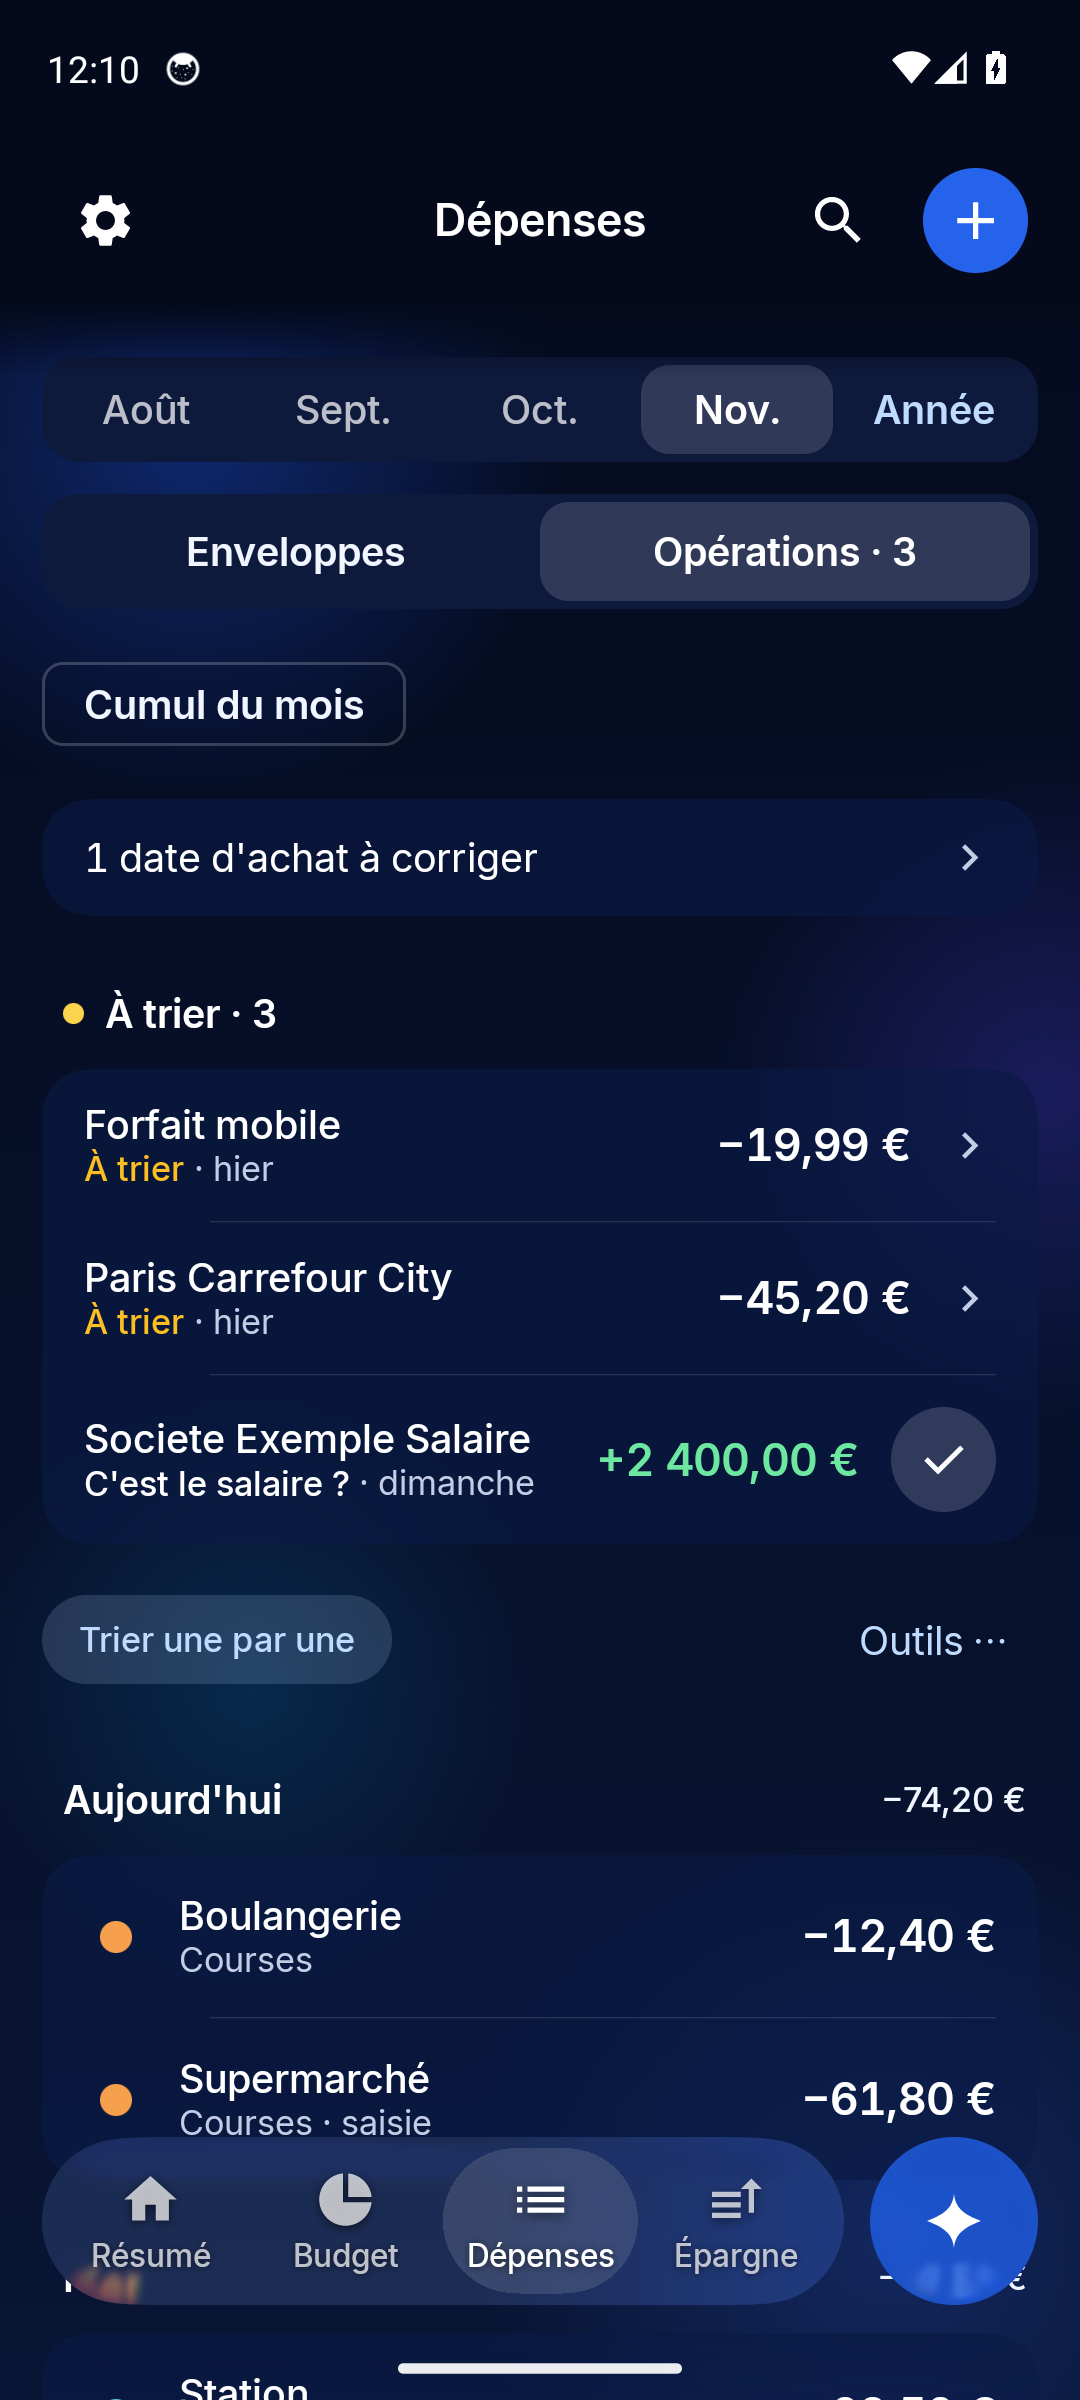 12:10
Dépenses
Août
Sept.
Oct.
Nov.
Année
Enveloppes
Opérations · 3
Cumul du mois
1 date d'achat à corriger
À trier · 3
Forfait mobile
−19,99 €
À trier · hier
Paris Carrefour City
−45,20 €
À trier · hier
Societe Exemple Salaire
+2 400,00 €
C'est le salaire ? · dimanche
Trier une par une
Outils ···
Aujourd'hui
−74,20 €
Boulangerie
−12,40 €
Courses
Supermarché
−61,80 €
Courses · saisie
Résumé
Budget
Dépenses
Épargne
Station